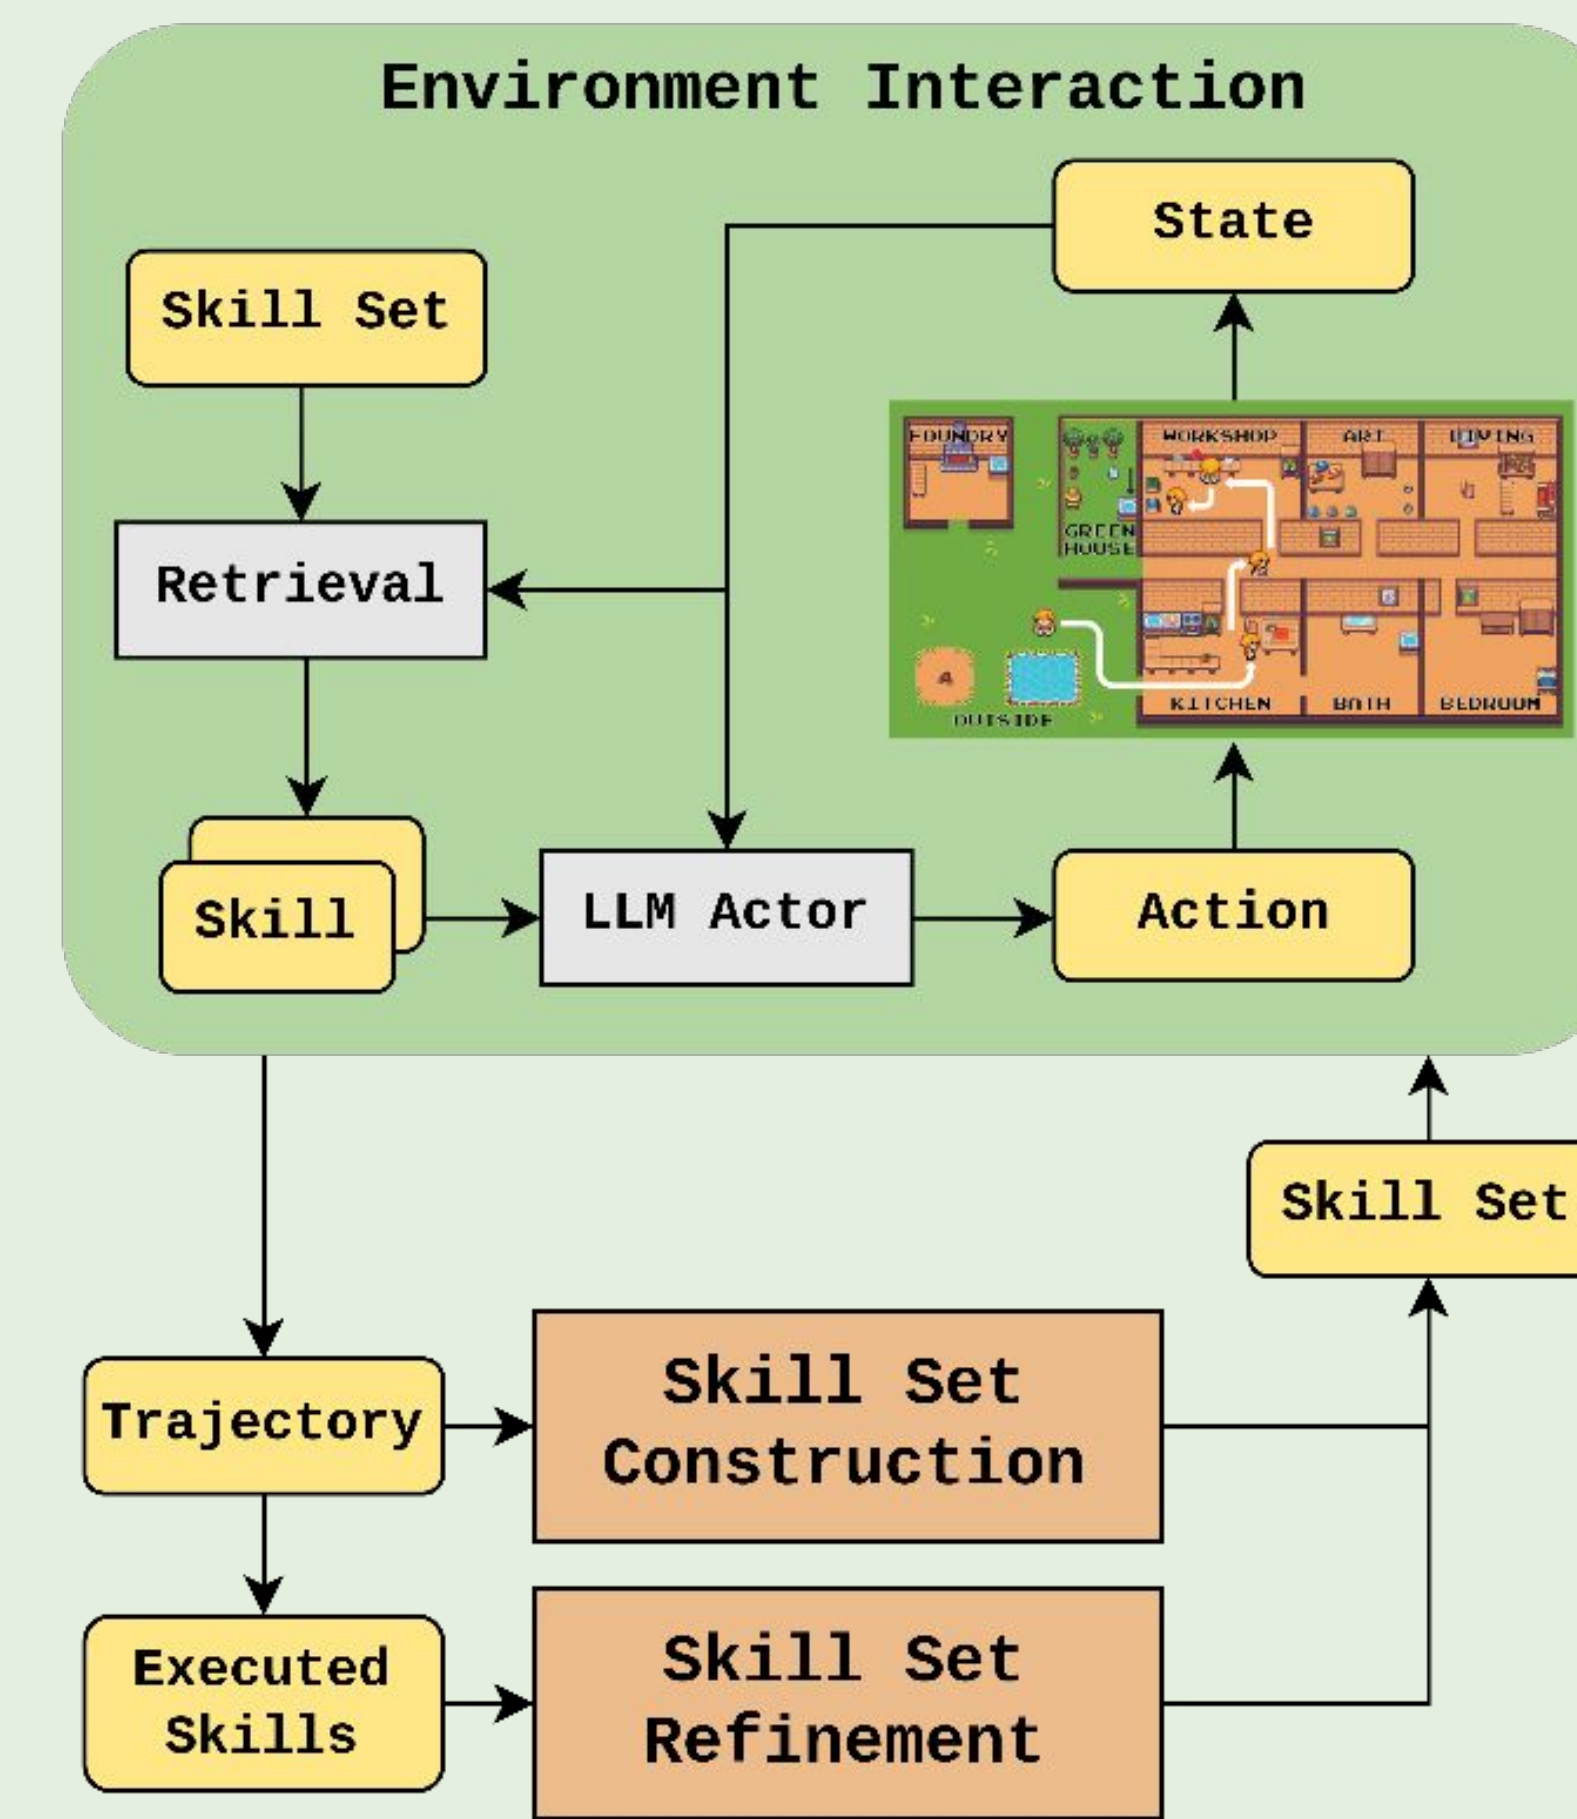 Environment Interaction
State
Skill Set
FOUNDRY
WORKSHOP
ART
LIVING
GREEN
HOUSE
Retrieval
A
KITCHEN
BATH
BEDROOM
OUTSIDE
Skill
LLM Actor
Action
Skill Set
Skill Set
Construction
Trajectory
Skill Set
Refinement
Executed
Skills